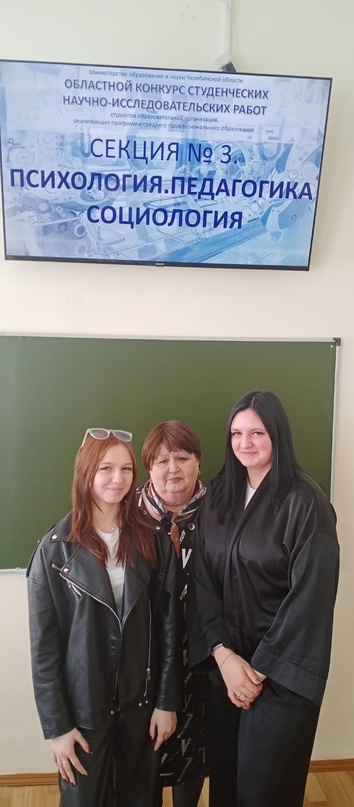 Министерство образования и науки Челябинской области
ОБЛАСТНОЙ КОНКУРС СТУДЕНЧЕСКИХ
НАУЧНО-ИССЛЕДОВАТЕЛЬСКИХ РАБОТ
студентов образовательных организаций,
реализующих программы среднего профессионального образования
СЕКЦИЯ № 3.
ПСИХОЛОГИЯ.ПЕДАГОГИКА
СОЦИОЛОГИЯ